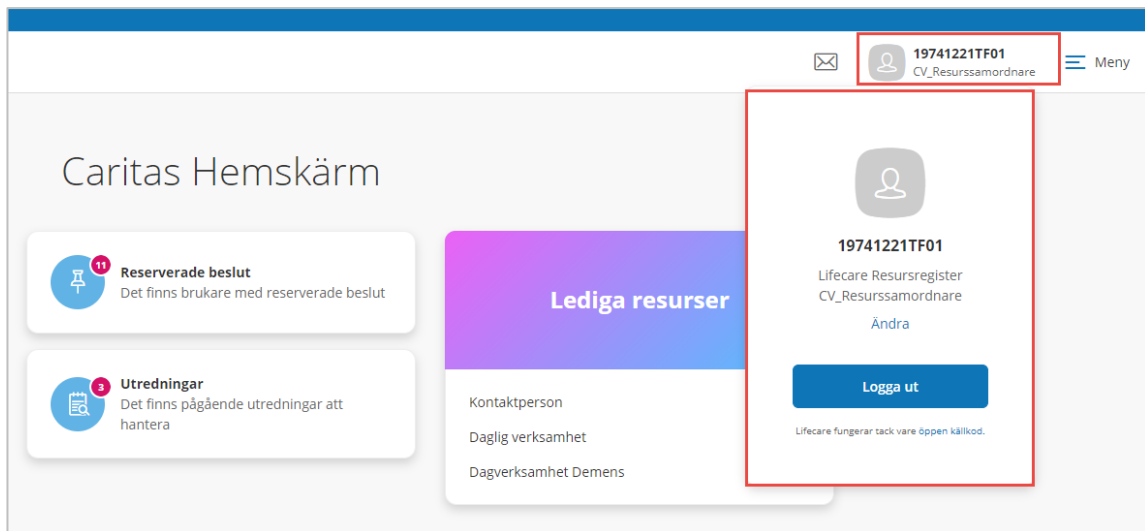 19741221TF01
CV_Resurssamordnare
Meny
Caritas Hemskärm
11
Reserverade beslut
Det finns brukare med reserverade beslut
3
Utredningar
Det finns pågående utredningar att
hantera
Lediga resurser
Kontaktperson
Daglig verksamhet
Dagverksamhet Demens
19741221TF01
Lifecare Resursregister
CV_Resurssamordnare
Ändra
Logga ut
Lifecare fungerar tack vare öppen källkod.